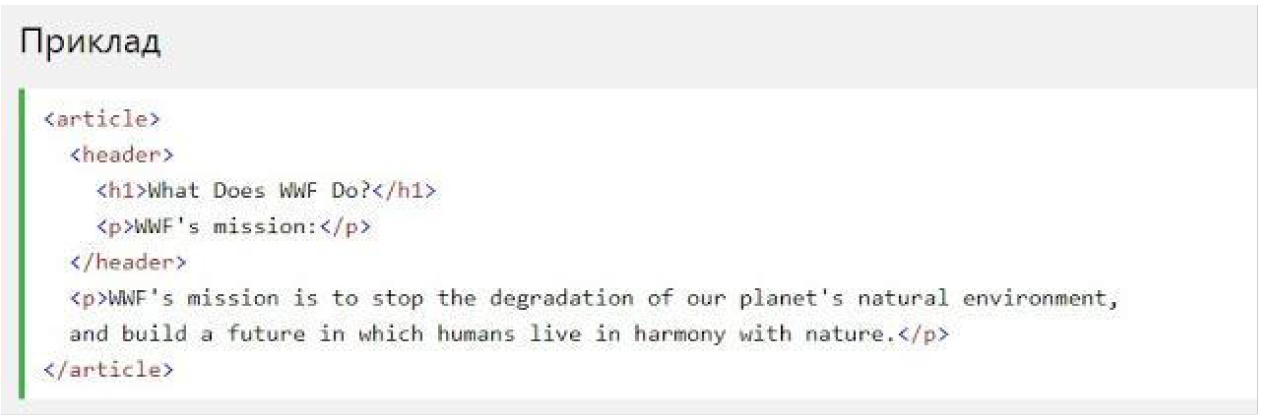 Приклад
<article>
<header>
<h1>What Does WWF Do?</h1>
<p>WWF's mission:</p>
</header>
<p>WWF's mission is to stop the degradation of our planet's natural environment,
and build a future in which humans live in harmony with nature.</p>
</article>